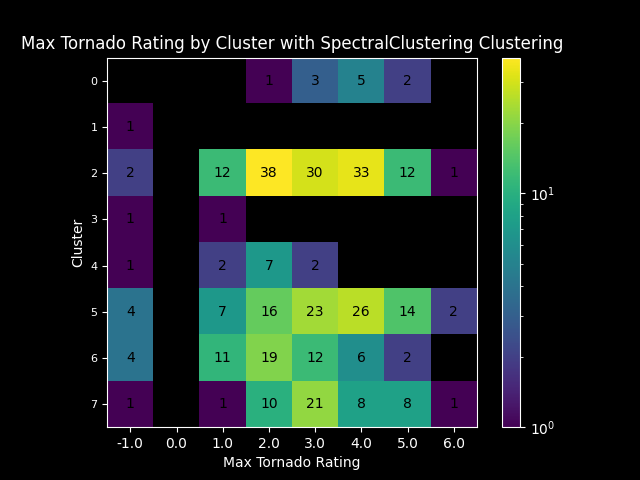 Max Tornado Rating by Cluster with SpectralClustering Clustering
0 1 3 5 2
1 1
2 2 12 38 30 33 12 1
3 1 1
4 1 2 7 2
5 4 7 16 23 26 14 2
6 4 11 19 12 6 2
7 1 1 10 21 8 8 1
-1.0 0.0 1.0 2.0 3.0 4.0 5.0 6.0
Max Tornado Rating
Cluster
10¹
10⁰